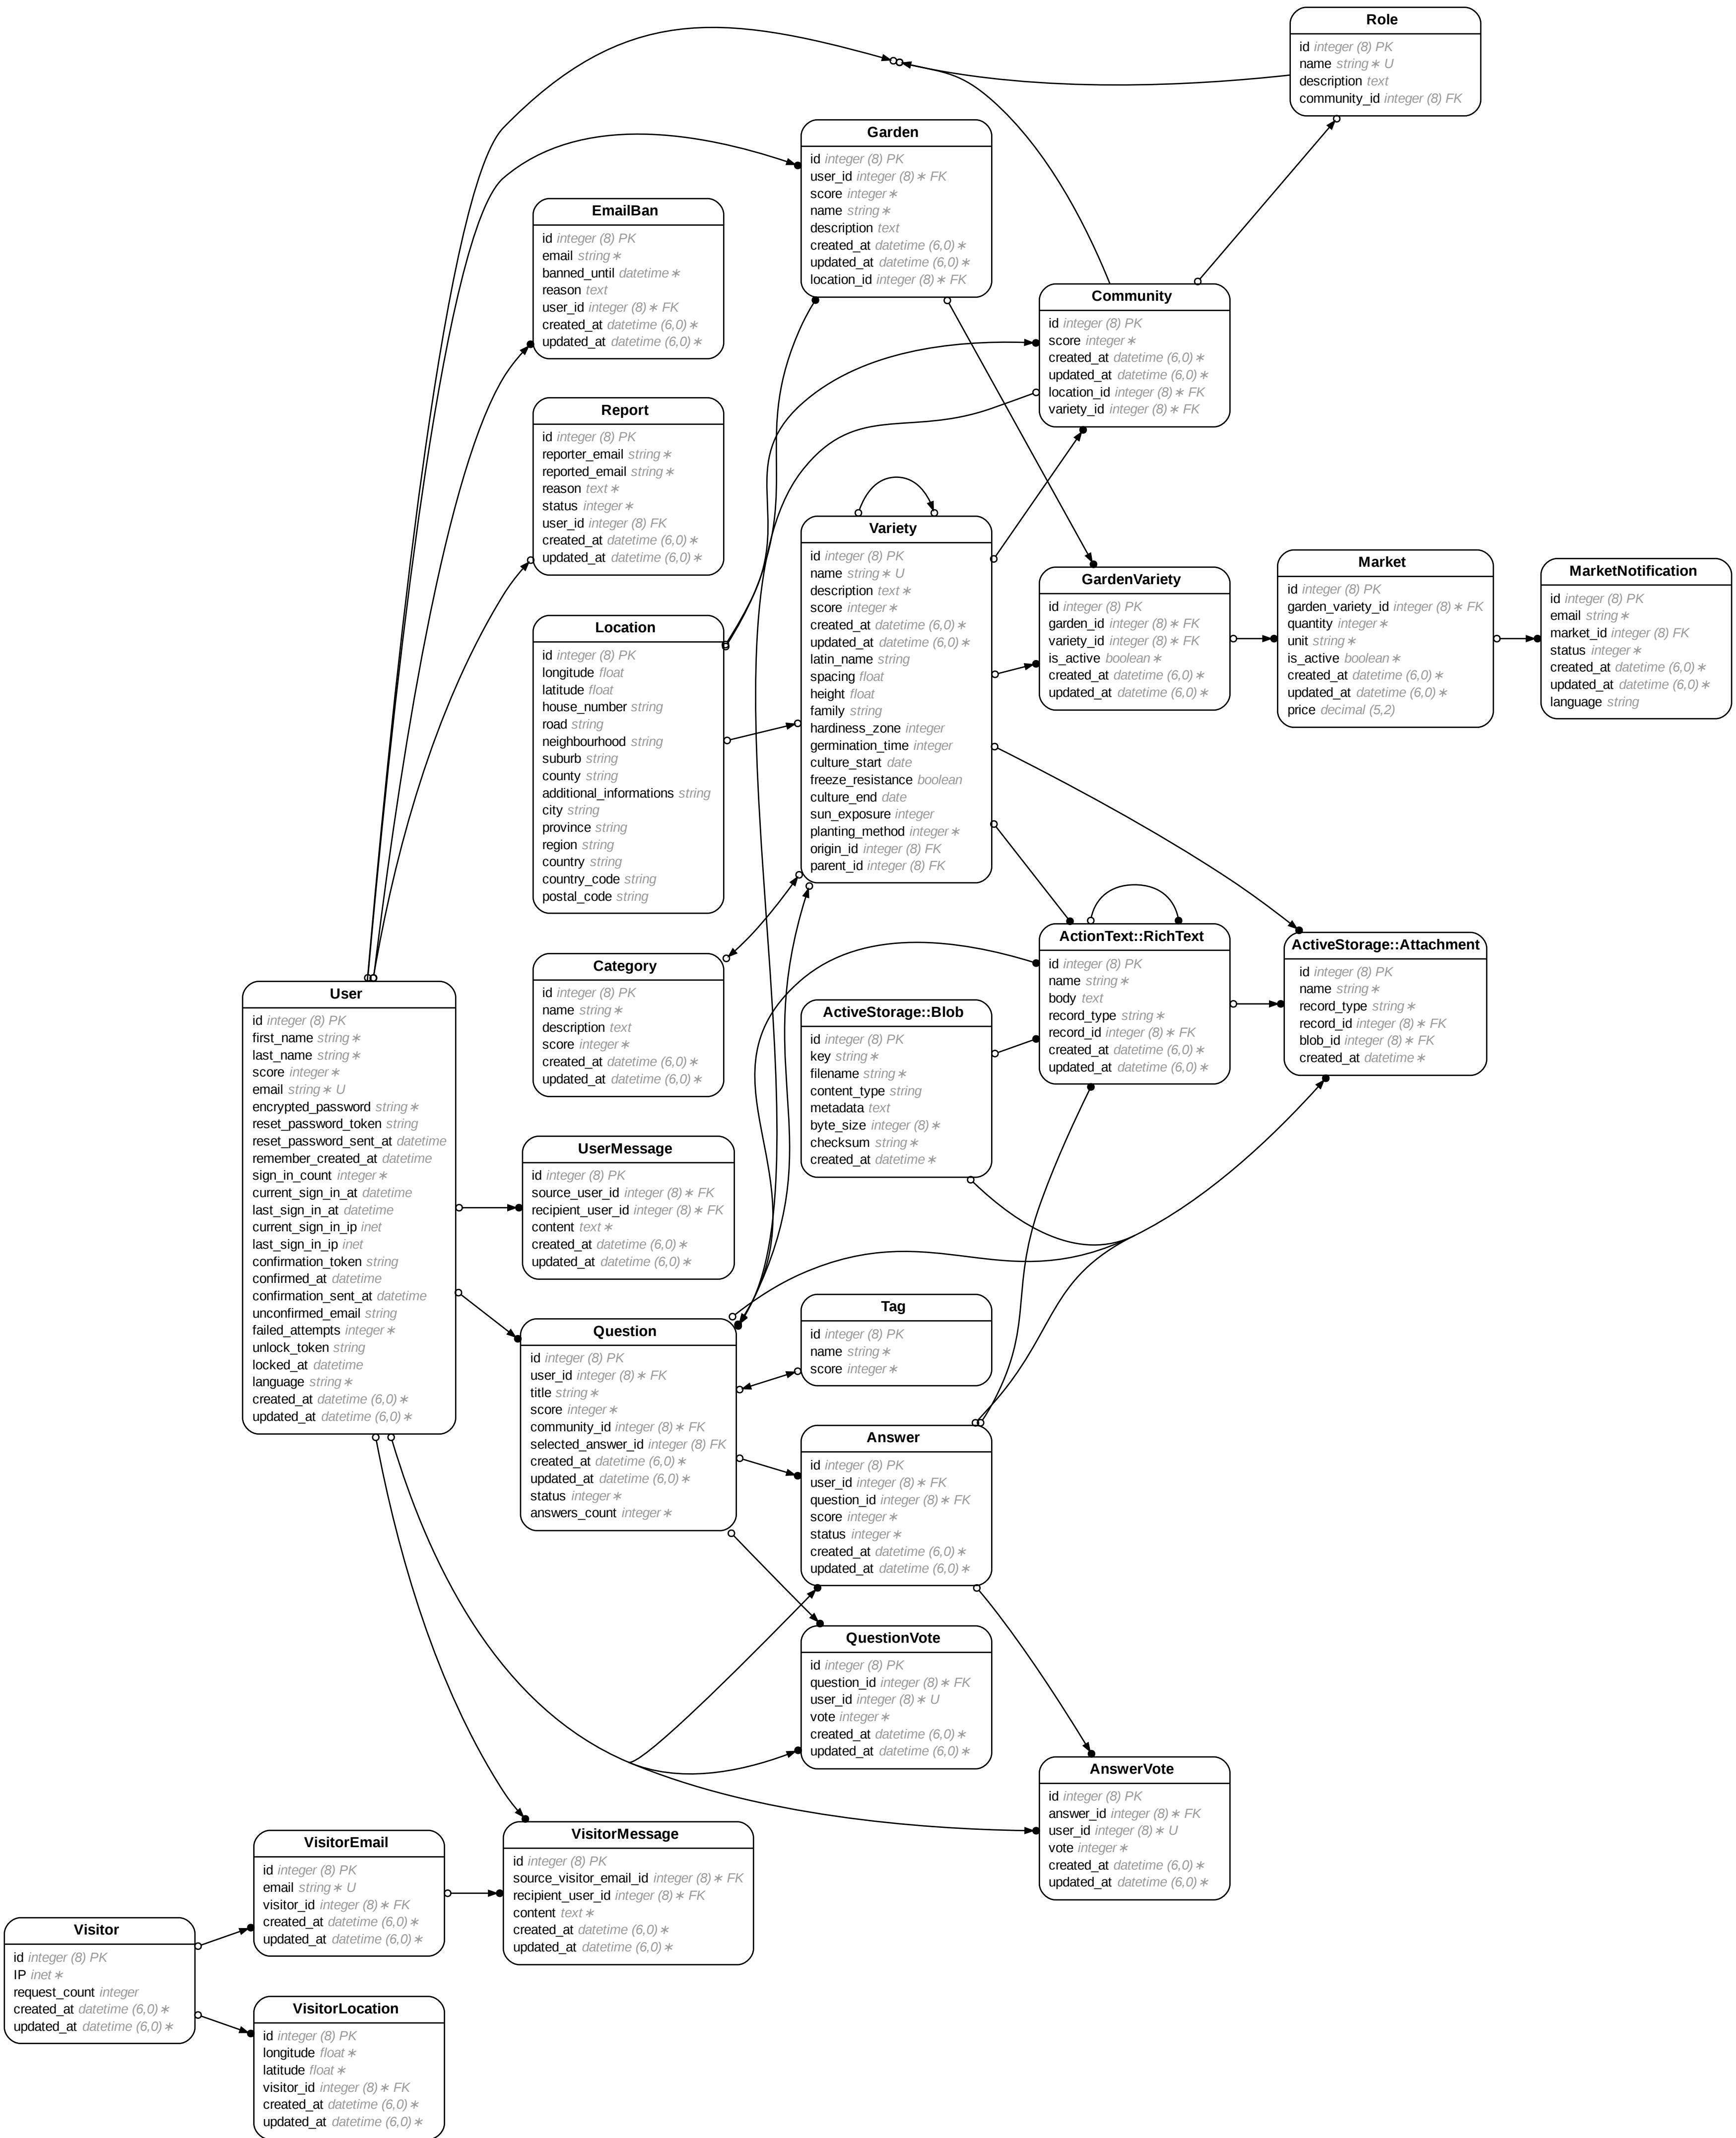 Role
id integer (8) PK
name string∗ U
description text
community_id integer (8) FK
Garden
id integer (8) PK
user_id integer (8)∗ FK
score integer∗
name string∗
description text
created_at datetime (6,0)∗
updated_at datetime (6,0)∗
location_id integer (8)∗ FK
EmailBan
id integer (8) PK
email string∗
banned_until datetime∗
reason text
user_id integer (8)∗ FK
created_at datetime (6,0)∗
updated_at datetime (6,0)∗
Community
id integer (8) PK
score integer∗
created_at datetime (6,0)∗
updated_at datetime (6,0)∗
location_id integer (8)∗ FK
variety_id integer (8)∗ FK
Report
id integer (8) PK
reporter_email string∗
reported_email string∗
reason text∗
status integer∗
user_id integer (8) FK
created_at datetime (6,0)∗
updated_at datetime (6,0)∗
Variety
id integer (8) PK
name string∗ U
description text∗
score integer∗
created_at datetime (6,0)∗
updated_at datetime (6,0)∗
latin_name string
spacing float
height float
family string
hardiness_zone integer
germination_time integer
culture_start date
freeze_resistance boolean
culture_end date
sun_exposure integer
planting_method integer∗
origin_id integer (8) FK
parent_id integer (8) FK
GardenVariety
id integer (8) PK
garden_id integer (8)∗ FK
variety_id integer (8)∗ FK
is_active boolean∗
created_at datetime (6,0)∗
updated_at datetime (6,0)∗
Market
id integer (8) PK
garden_variety_id integer (8)∗ FK
quantity integer∗
unit string∗
is_active boolean∗
created_at datetime (6,0)∗
updated_at datetime (6,0)∗
price decimal (5,2)
MarketNotification
id integer (8) PK
email string∗
market_id integer (8) FK
status integer∗
created_at datetime (6,0)∗
updated_at datetime (6,0)∗
language string
Location
id integer (8) PK
longitude float
latitude float
house_number string
road string
neighbourhood string
suburb string
county string
additional_informations string
city string
province string
region string
country string
country_code string
postal_code string
Category
id integer (8) PK
name string∗
description text
score integer∗
created_at datetime (6,0)∗
updated_at datetime (6,0)∗
ActionText::RichText
id integer (8) PK
name string∗
body text
record_type string∗
record_id integer (8)∗ FK
created_at datetime (6,0)∗
updated_at datetime (6,0)∗
ActiveStorage::Attachment
id integer (8) PK
name string∗
record_type string∗
record_id integer (8)∗ FK
blob_id integer (8)∗ FK
created_at datetime∗
ActiveStorage::Blob
id integer (8) PK
key string∗
filename string∗
content_type string
metadata text
byte_size integer (8)∗
checksum string∗
created_at datetime∗
User
id integer (8) PK
first_name string∗
last_name string∗
score integer∗
email string∗ U
encrypted_password string∗
reset_password_token string
reset_password_sent_at datetime
remember_created_at datetime
sign_in_count integer∗
current_sign_in_at datetime
last_sign_in_at datetime
current_sign_in_ip inet
last_sign_in_ip inet
confirmation_token string
confirmed_at datetime
confirmation_sent_at datetime
unconfirmed_email string
failed_attempts integer∗
unlock_token string
locked_at datetime
language string∗
created_at datetime (6,0)∗
updated_at datetime (6,0)∗
UserMessage
id integer (8) PK
source_user_id integer (8)∗ FK
recipient_user_id integer (8)∗ FK
content text∗
created_at datetime (6,0)∗
updated_at datetime (6,0)∗
Question
id integer (8) PK
user_id integer (8)∗ FK
title string∗
score integer∗
community_id integer (8)∗ FK
selected_answer_id integer (8) FK
created_at datetime (6,0)∗
updated_at datetime (6,0)∗
status integer∗
answers_count integer∗
Tag
id integer (8) PK
name string∗
score integer∗
Answer
id integer (8) PK
user_id integer (8)∗ FK
question_id integer (8)∗ FK
score integer∗
status integer∗
created_at datetime (6,0)∗
updated_at datetime (6,0)∗
QuestionVote
id integer (8) PK
question_id integer (8)∗ FK
user_id integer (8)∗ U
vote integer∗
created_at datetime (6,0)∗
updated_at datetime (6,0)∗
AnswerVote
id integer (8) PK
answer_id integer (8)∗ FK
user_id integer (8)∗ U
vote integer∗
created_at datetime (6,0)∗
updated_at datetime (6,0)∗
VisitorMessage
id integer (8) PK
source_visitor_email_id integer (8)∗ FK
recipient_user_id integer (8)∗ FK
content text∗
created_at datetime (6,0)∗
updated_at datetime (6,0)∗
VisitorEmail
id integer (8) PK
email string∗ U
visitor_id integer (8)∗ FK
created_at datetime (6,0)∗
updated_at datetime (6,0)∗
Visitor
id integer (8) PK
IP inet∗
request_count integer
created_at datetime (6,0)∗
updated_at datetime (6,0)∗
VisitorLocation
id integer (8) PK
longitude float∗
latitude float∗
visitor_id integer (8)∗ FK
created_at datetime (6,0)∗
updated_at datetime (6,0)∗